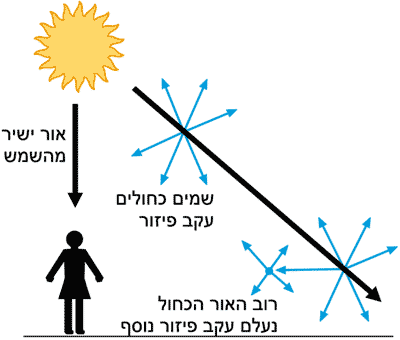 אור ישיר
מהשמש
שמים כחולים
עקב פיזור
רוב האור הכחול
נעלם עקב פיזור נוסף